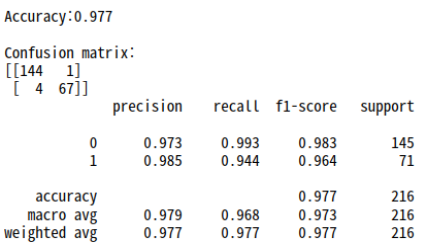 Accuracy:0.977
Confusion matrix:
[[144   1]
 [  4  67]]
              precision    recall  f1-score   support
           0      0.973     0.993     0.983       145
           1      0.985     0.944     0.964        71
    accuracy                          0.977       216
   macro avg      0.979     0.968     0.973       216
weighted avg      0.977     0.977     0.977       216